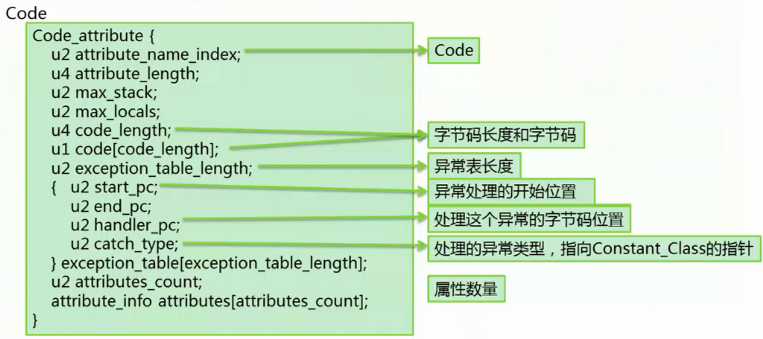 Code
Code_attribute {
u2 attribute_name_index;
Code
u4 attribute_length;
u2 max_stack;
u2 max_locals;
u4 code_length;
字节码长度和字节码
u1 code[code_length];
u2 exception_table_length;
异常表长度
{ u2 start_pc;
异常处理的开始位置
u2 end_pc;
u2 handler_pc;
处理这个异常的字节码位置
u2 catch_type;
处理的异常类型，指向Constant_Class的指针
} exception_table[exception_table_length];
u2 attributes_count;
属性数量
attribute_info attributes[attributes_count];
}